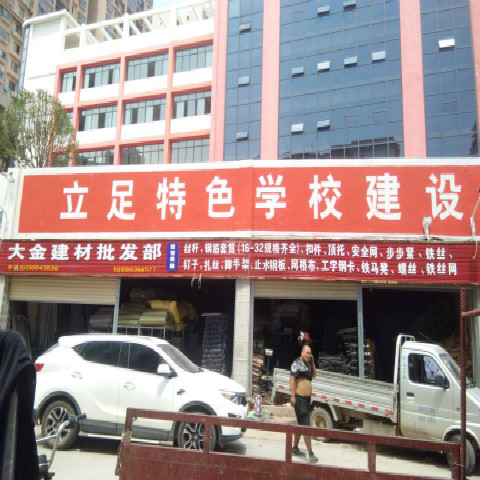 立足特色学校建设
大金建材批发部
丝杆、钢筋套筒(16-32规格齐全)、扣件、顶托、安全网、步步紧、铁丝、
钉子、扎丝、脚手架、止水钢板、网格布、工字钢卡、铁马凳、螺丝、铁丝网